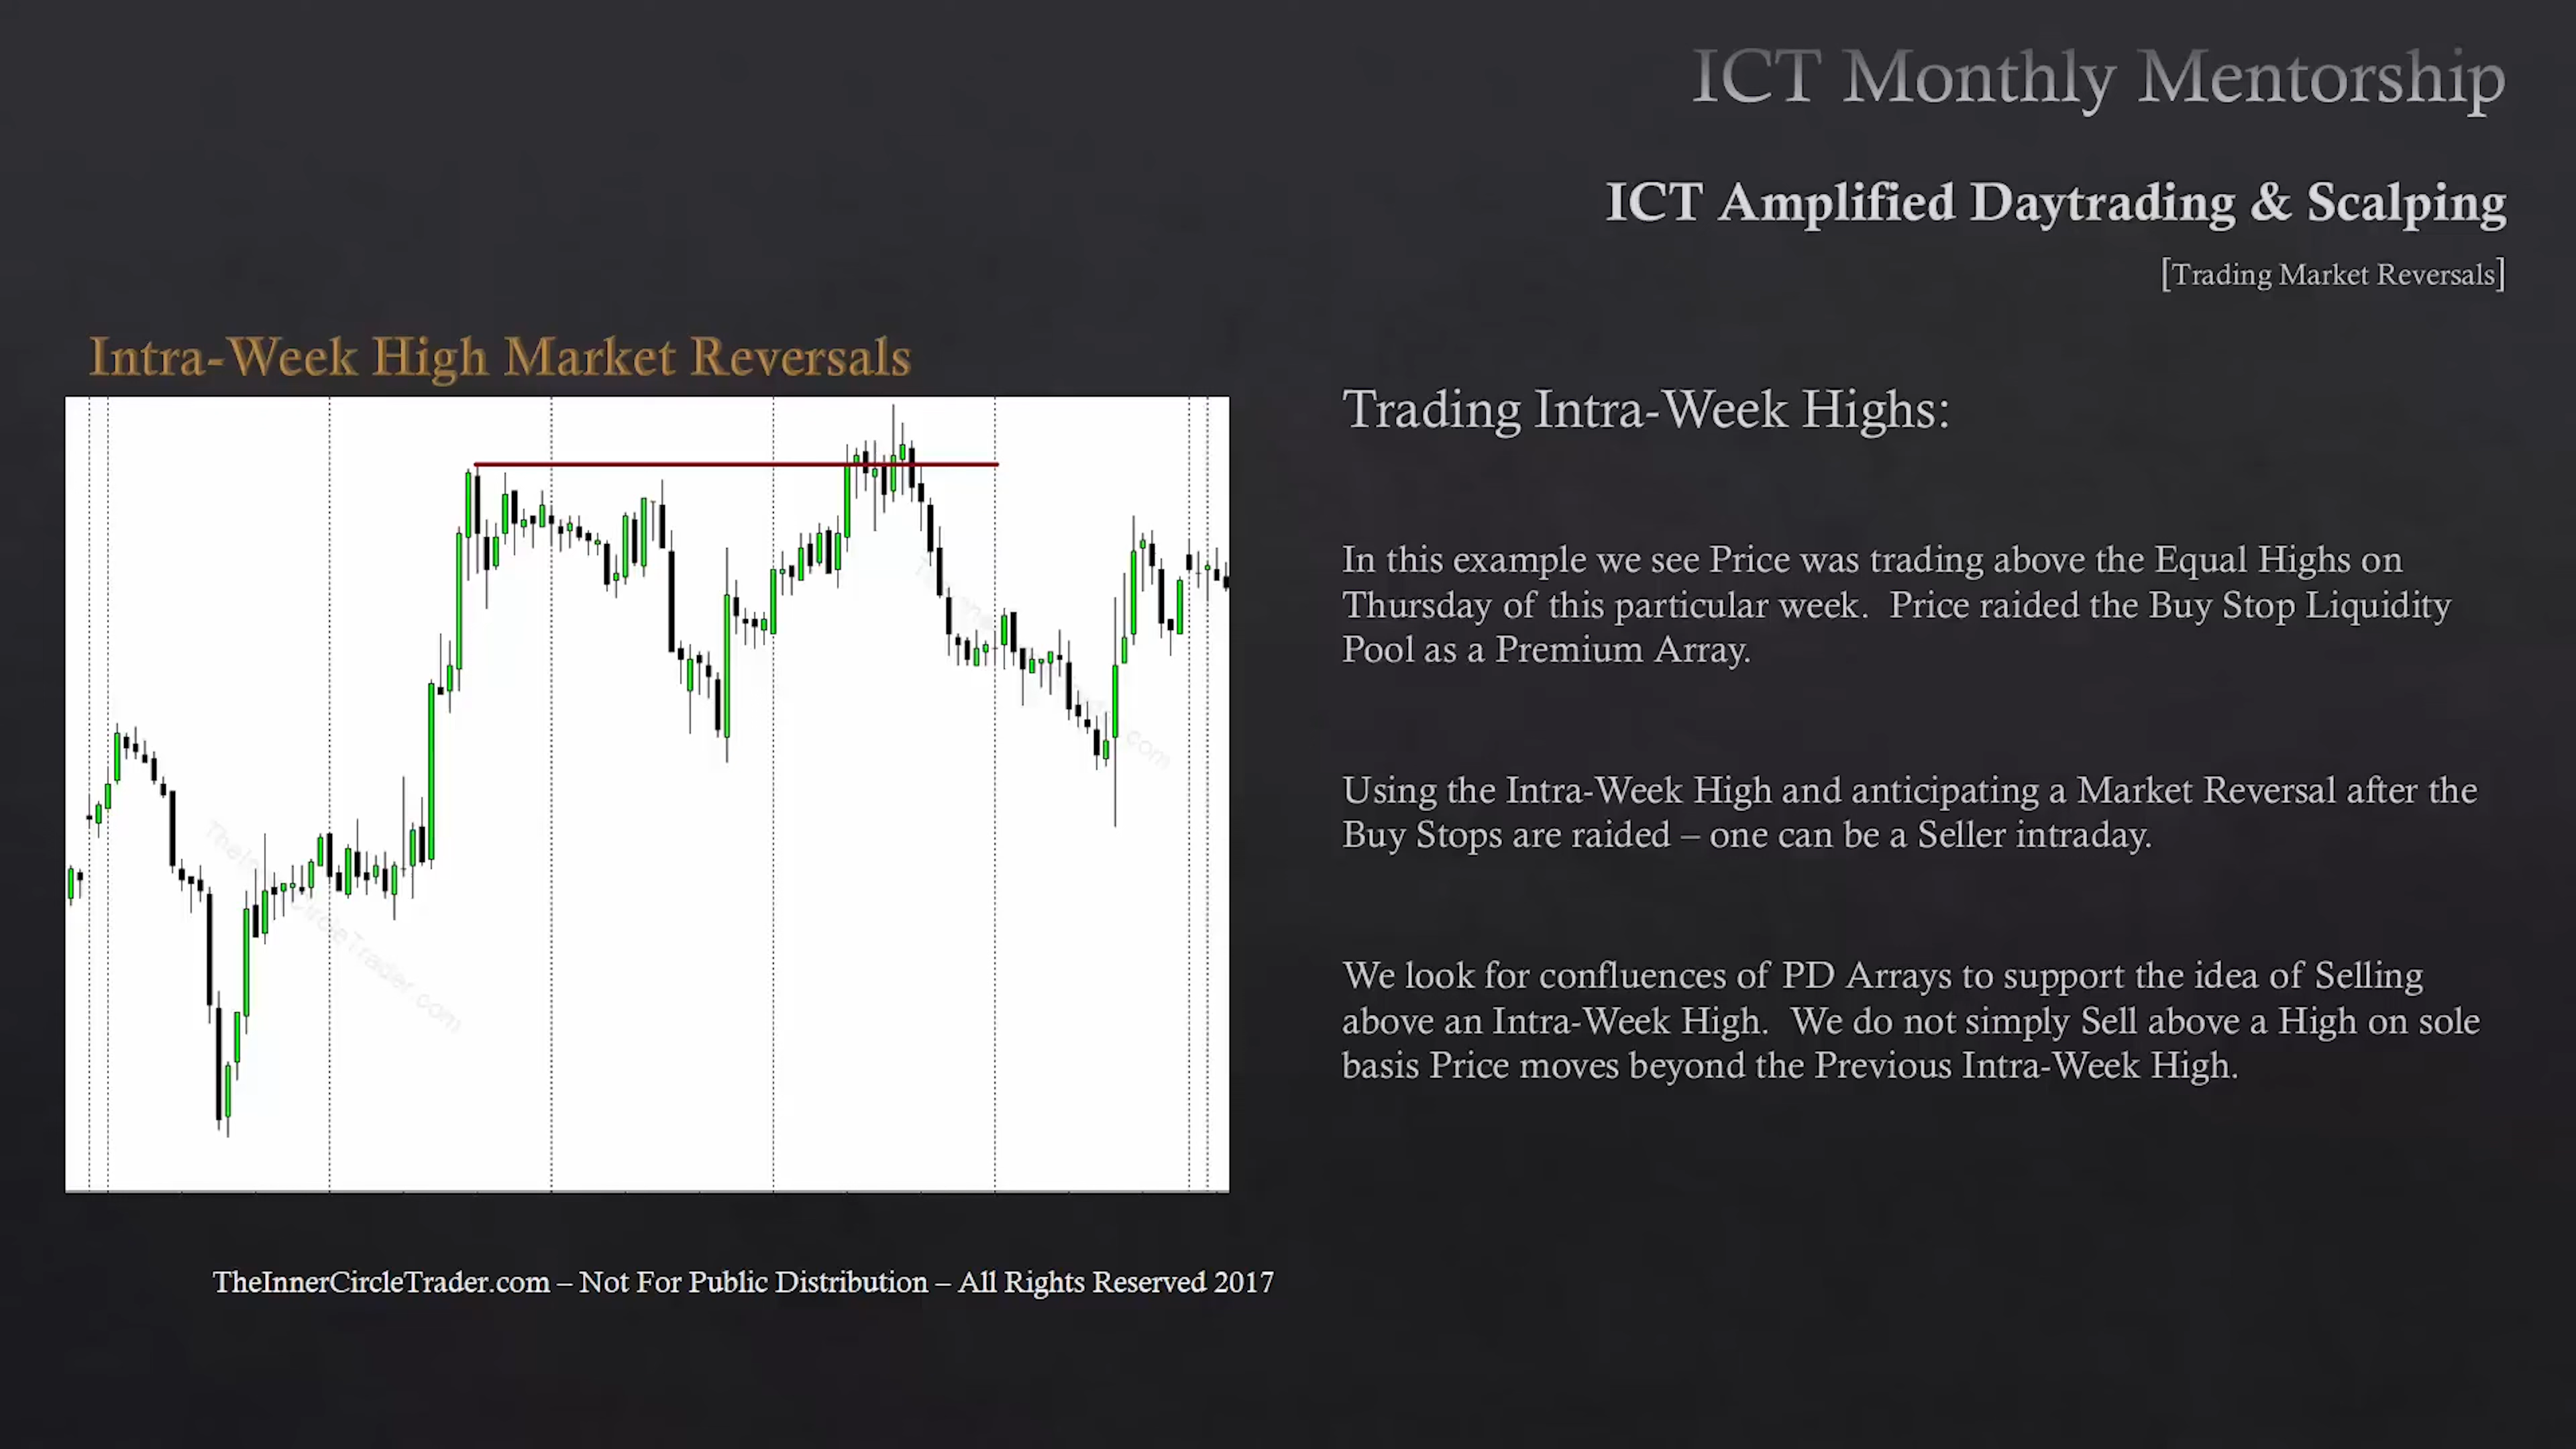 ICT Monthly Mentorship
ICT Amplified Daytrading & Scalping
[Trading Market Reversals]
Intra-Week High Market Reversals
Trading Intra-Week Highs:
In this example we see Price was trading above the Equal Highs on
Thursday of this particular week.  Price raided the Buy Stop Liquidity
Pool as a Premium Array.
Using the Intra-Week High and anticipating a Market Reversal after the
Buy Stops are raided – one can be a Seller intraday.
We look for confluences of PD Arrays to support the idea of Selling
above an Intra-Week High.  We do not simply Sell above a High on sole
basis Price moves beyond the Previous Intra-Week High.
TheInnerCircleTrader.com – Not For Public Distribution – All Rights Reserved 2017